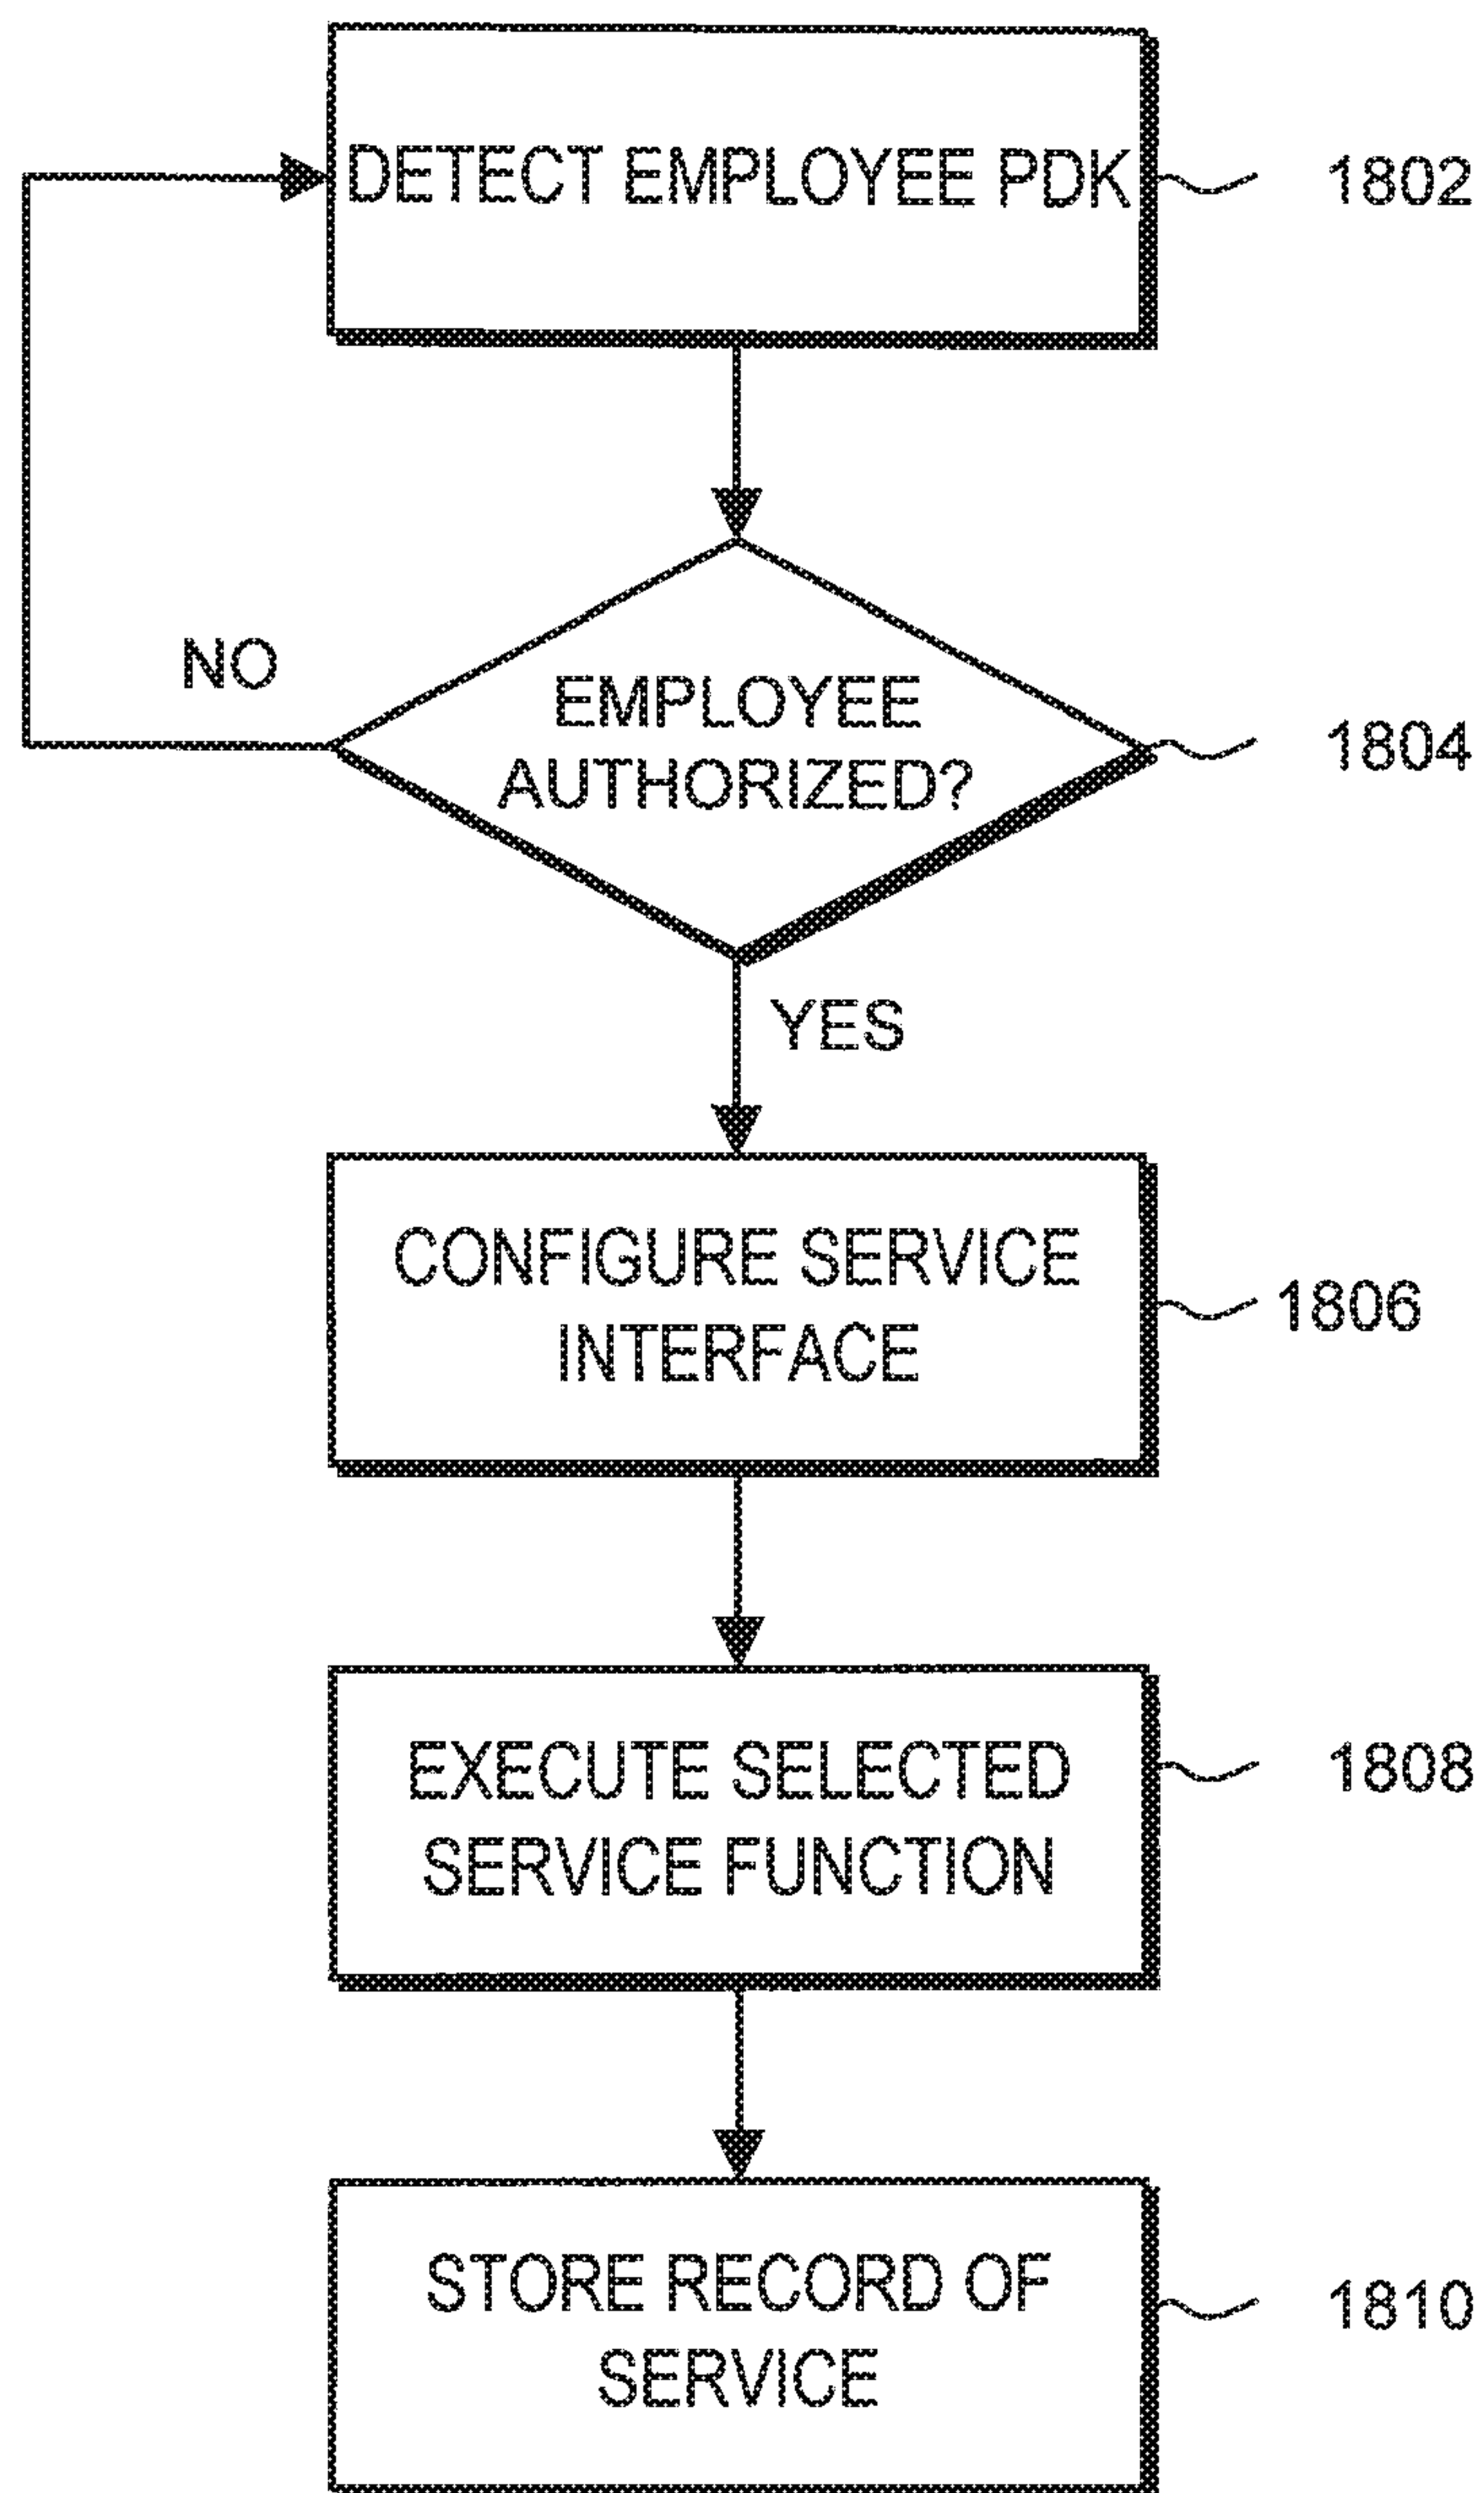 DETECT EMPLOYEE PDK
1802
NO
EMPLOYEE
AUTHORIZED?
1804
YES
CONFIGURE SERVICE
INTERFACE
1806
EXECUTE SELECTED
SERVICE FUNCTION
1808
STORE RECORD OF
SERVICE
1810